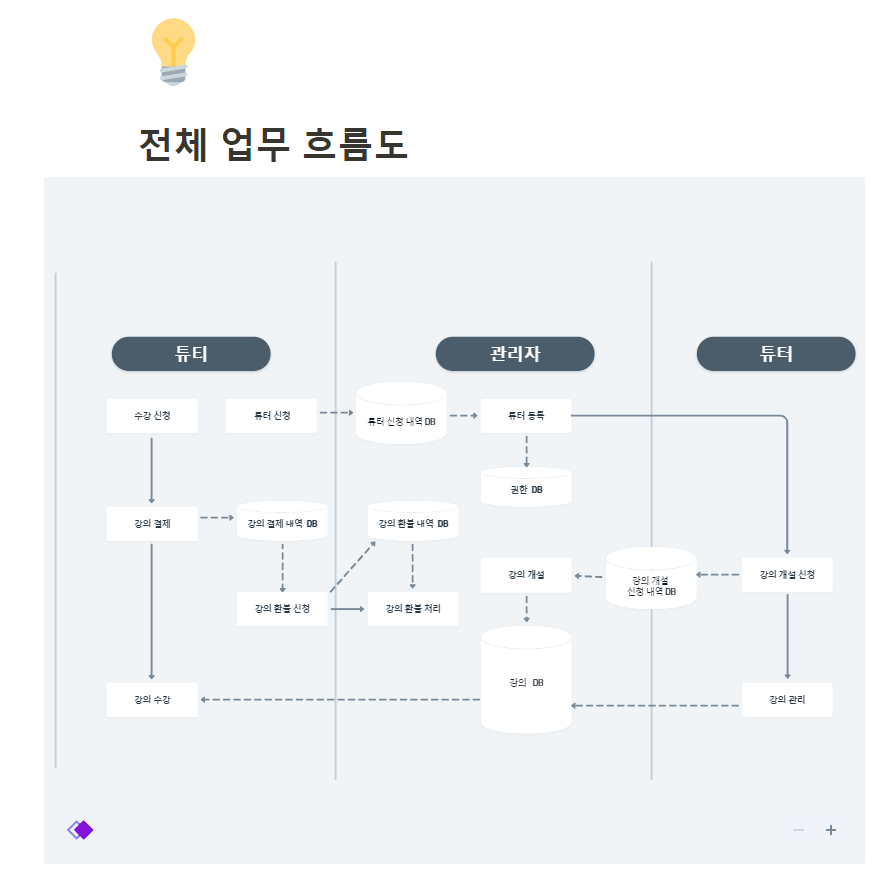 전체 업무 흐름도
튜티
관리자
튜터
수강 신청
튜터 신청
튜터 신청 내역 DB
튜터 등록
권한 DB
강의 결제
강의 결제 내역 DB
강의 환불 내역 DB
강의 개설
강의 개설
신청 내역 DB
강의 개설 신청
강의 환불 신청
강의 환불 처리
강의 수강
강의 DB
강의 관리